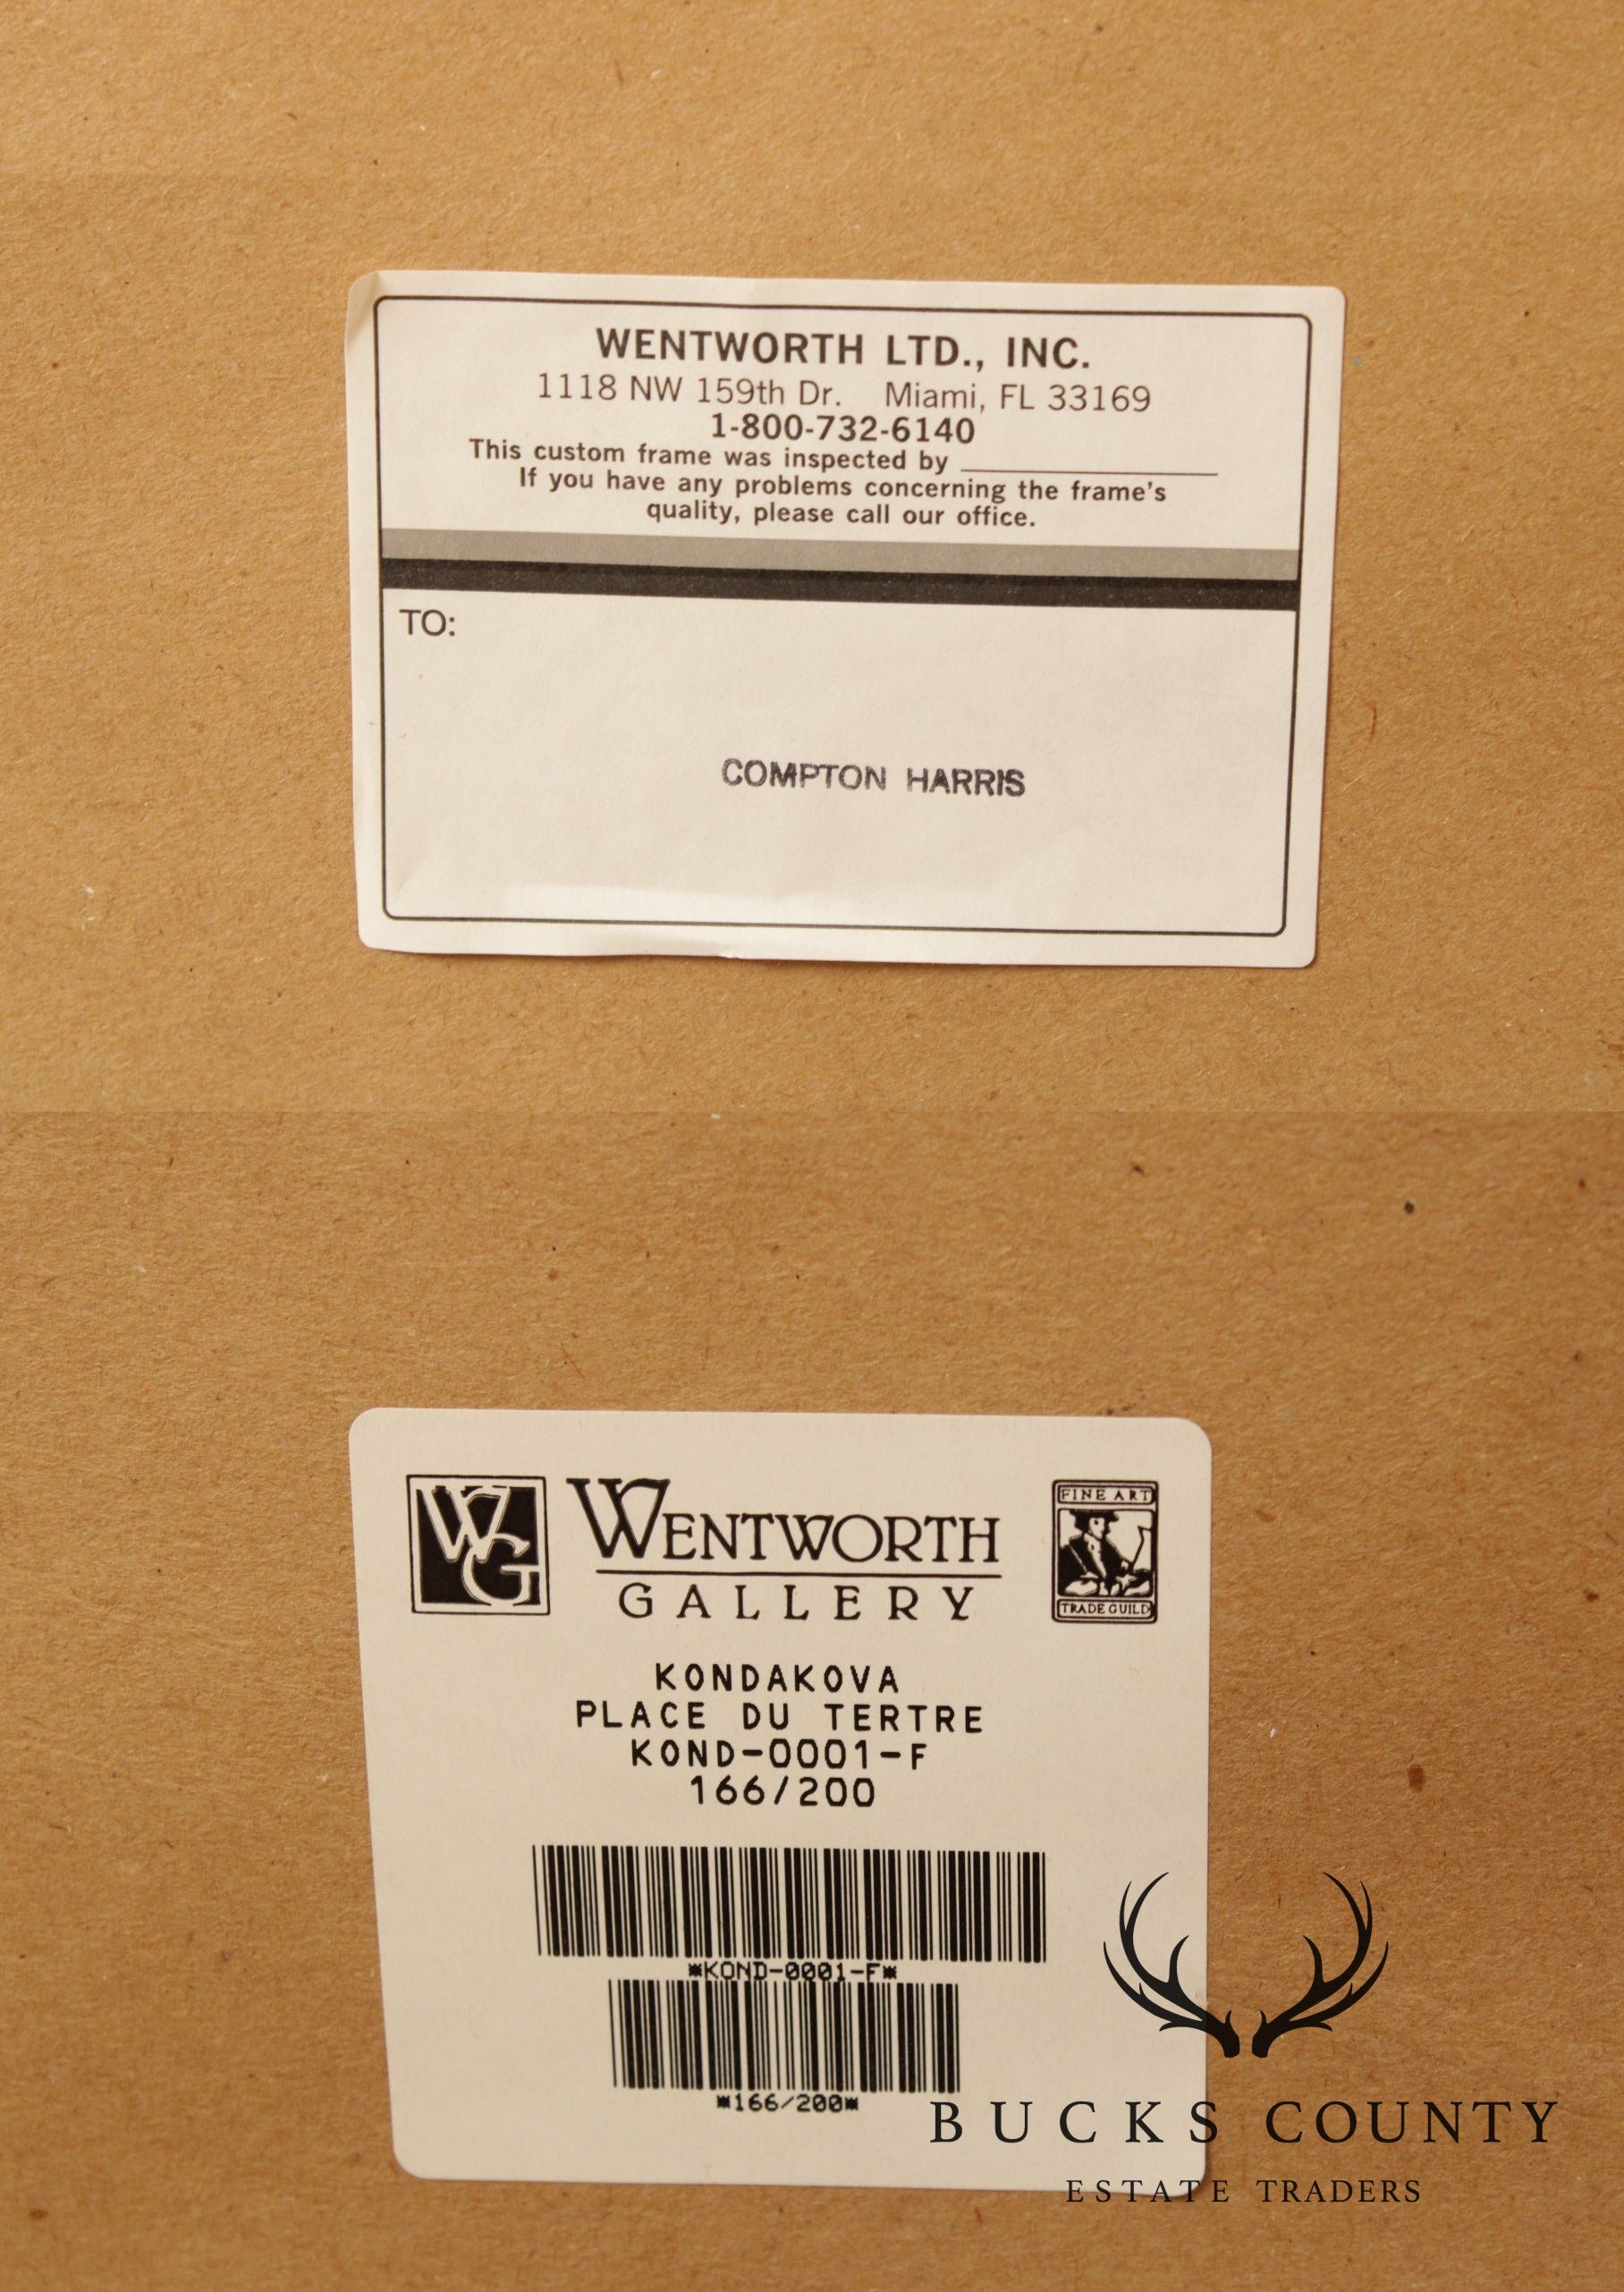 WENTWORTH LTD., INC.
1118 NW 159th Dr. Miami, FL 33169
1-800-732-6140
This custom frame was inspected by
If you have any problems concerning the frame's
quality, please call our office.
TO:
COMPTON HARRIS
WG
WENTWORTH
GALLERY
FINE ART
TRADE GUILD
KONDAKOVA
PLACE DU TERTRE
KOND-0001-F
166/200
*KOND-0001-F*
*166/200*
BUCKS COUNTY
ESTATE TRADERS